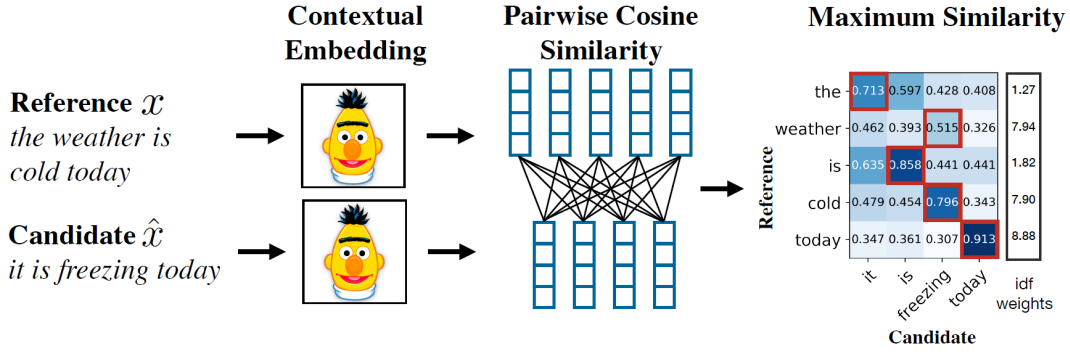 Contextual
Embedding
Pairwise Cosine
Similarity
Maximum Similarity
Reference x
the weather is
cold today
Candidate x̂
it is freezing today
Reference
the 0.713 0.597 0.428 0.408 1.27
weather 0.462 0.393 0.515 0.326 7.94
is 0.635 0.858 0.441 0.441 1.82
cold 0.479 0.454 0.796 0.343 7.90
today 0.347 0.361 0.307 0.913 8.88
it is freezing today
idf
weights
Candidate